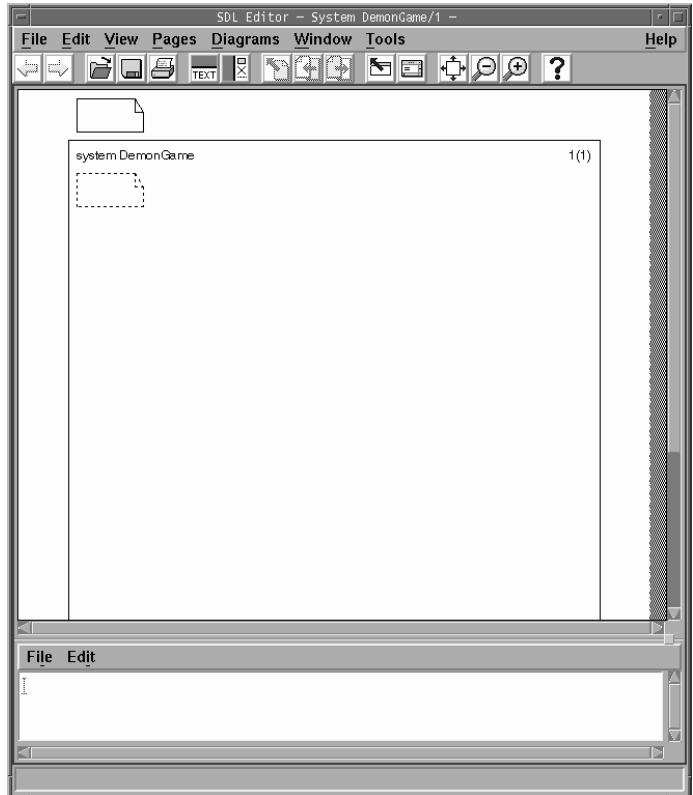 SDL Editor – System DemonGame/1 –
File Edit View Pages Diagrams Window Tools Help
TEXT ?
system DemonGame 1(1)
File Edit